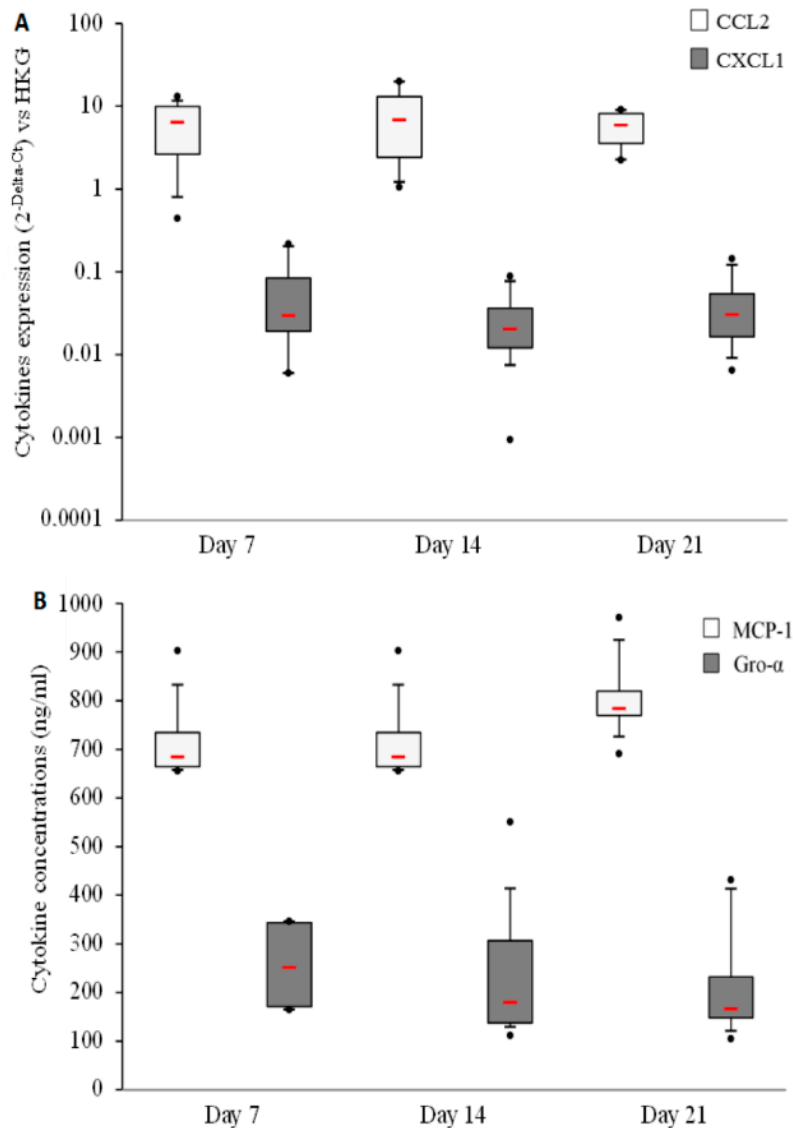 A
100
10
1
0.1
0.01
0.001
0.0001
Cytokines expression (2^-Delta-Ct) vs HKG
CCL2
CXCL1
Day 7 Day 14 Day 21
B
1000
900
800
700
600
500
400
300
200
100
0
Cytokine concentrations (ng/ml)
MCP-1
Gro-α
Day 7 Day 14 Day 21